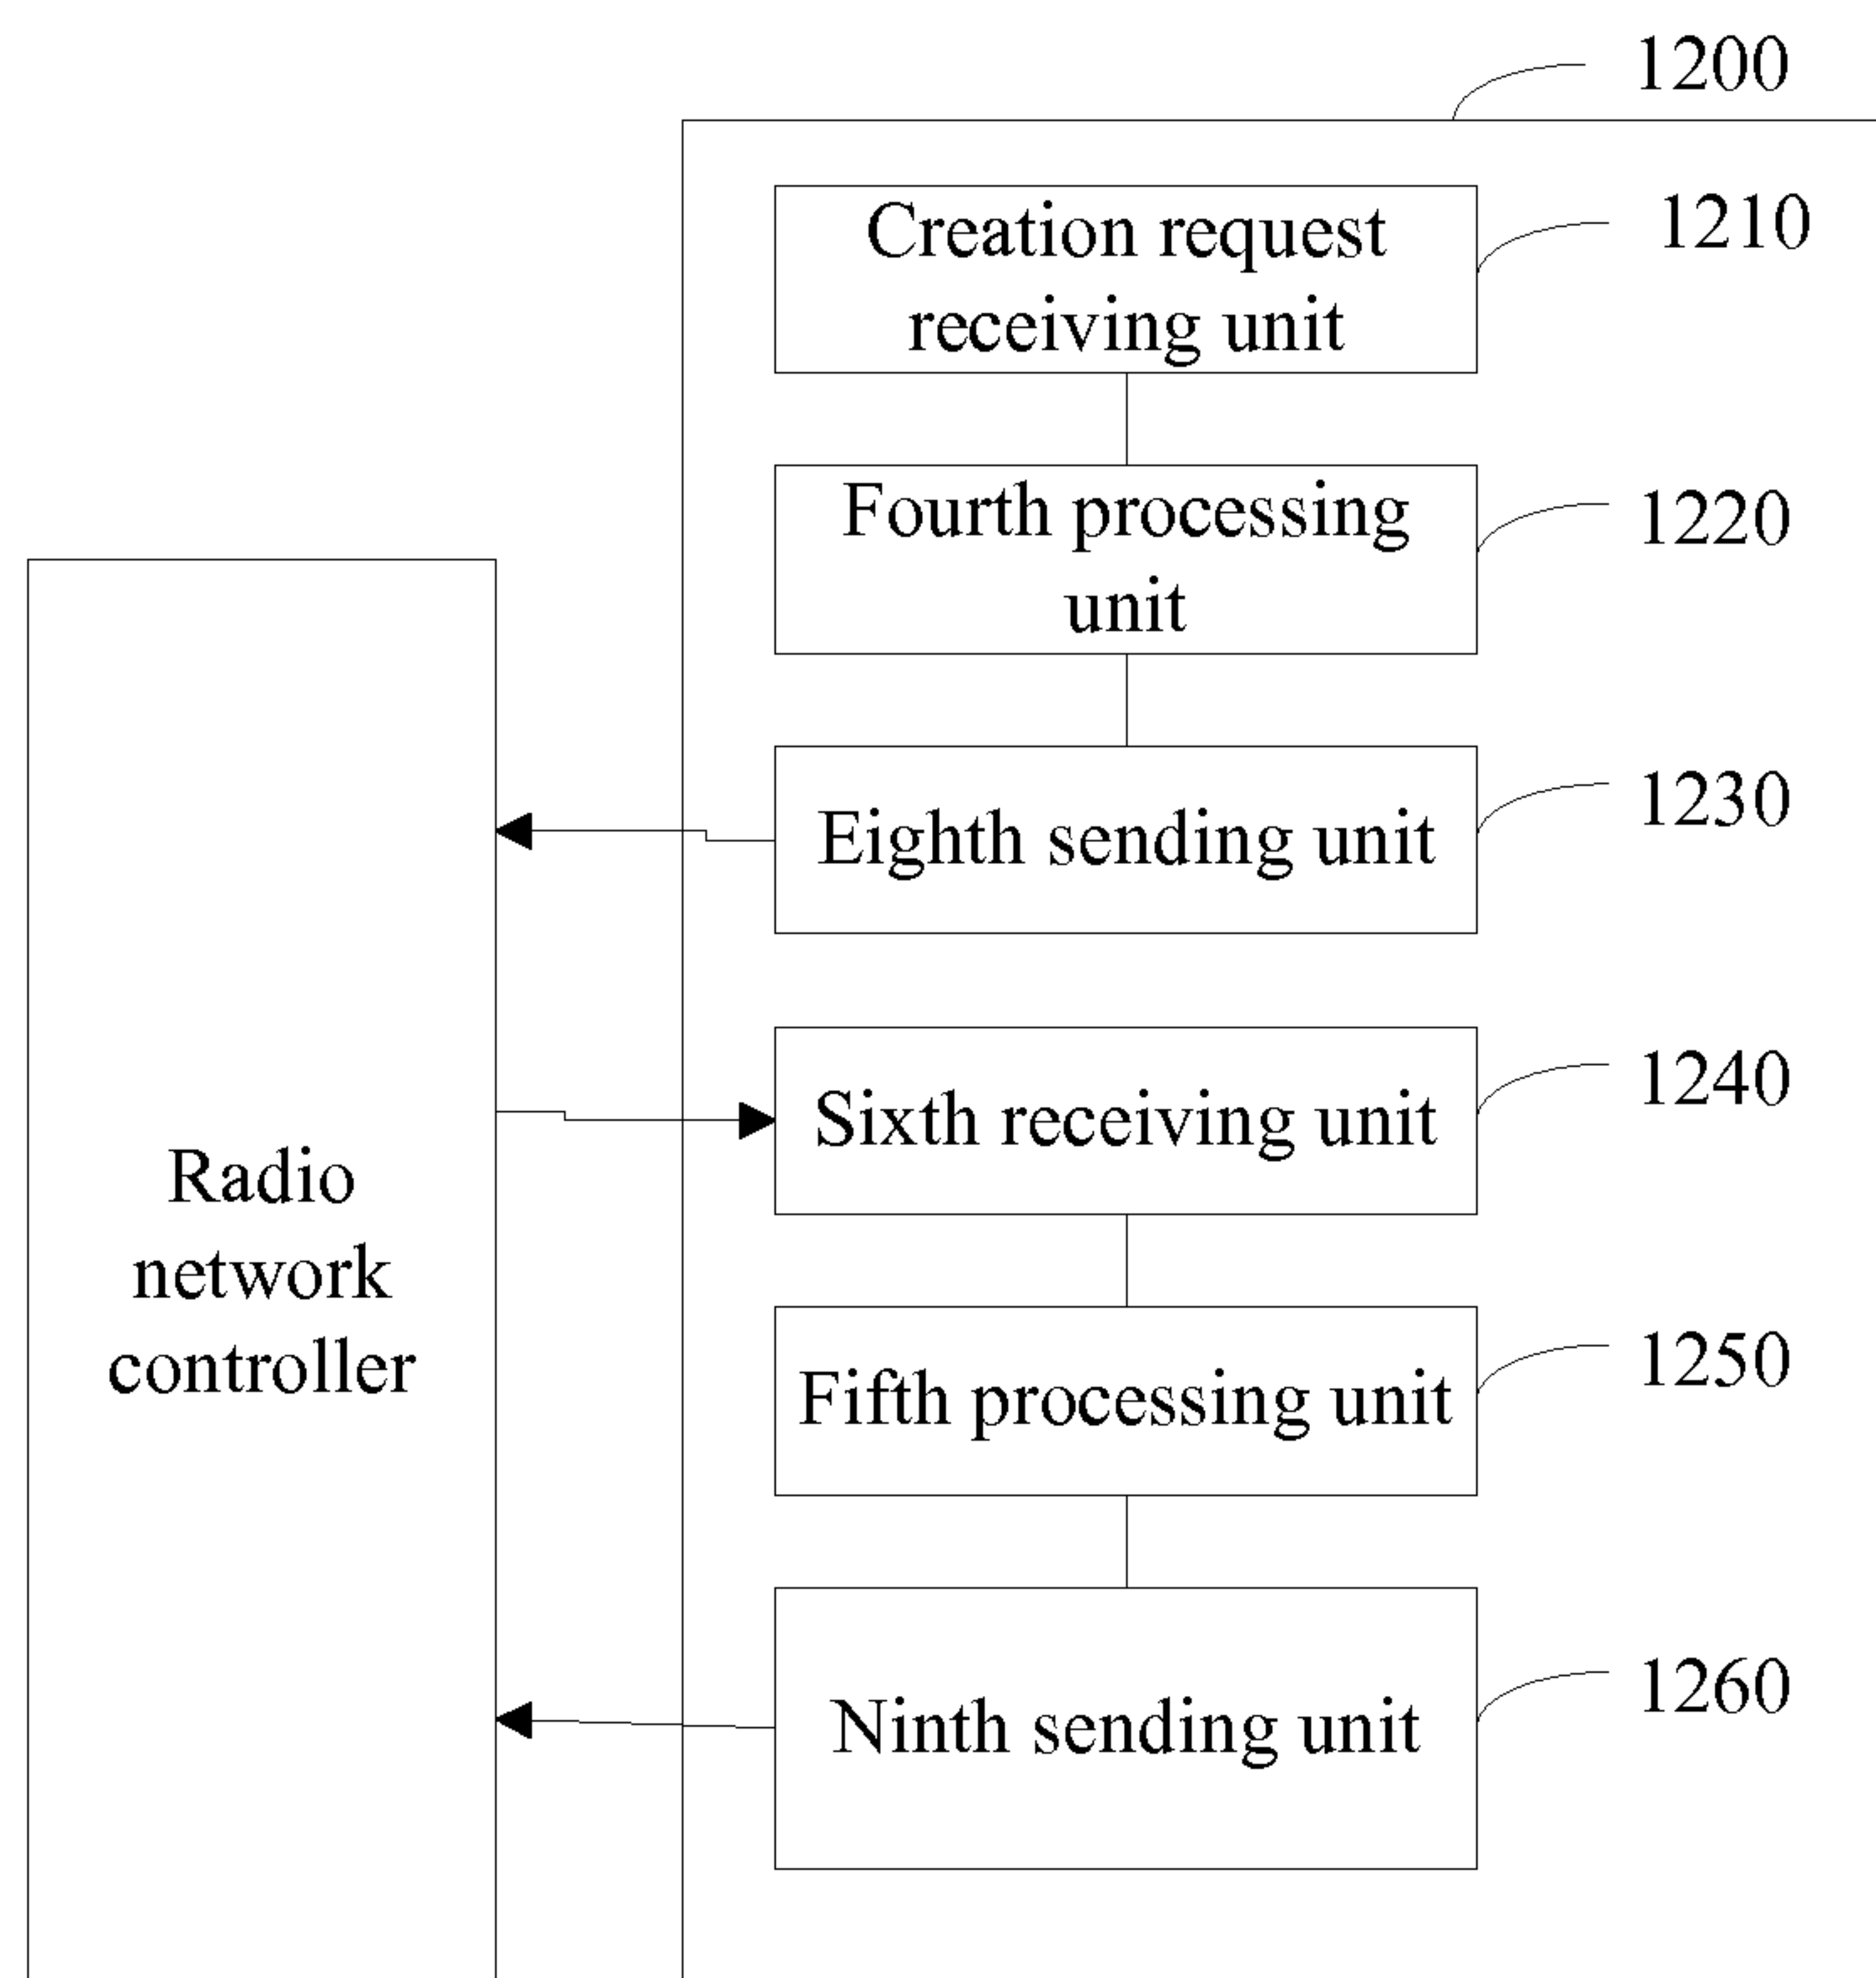 1200
Creation request
receiving unit
1210
Fourth processing
unit
1220
Eighth sending unit
1230
Sixth receiving unit
1240
Radio
network
controller
Fifth processing unit
1250
Ninth sending unit
1260